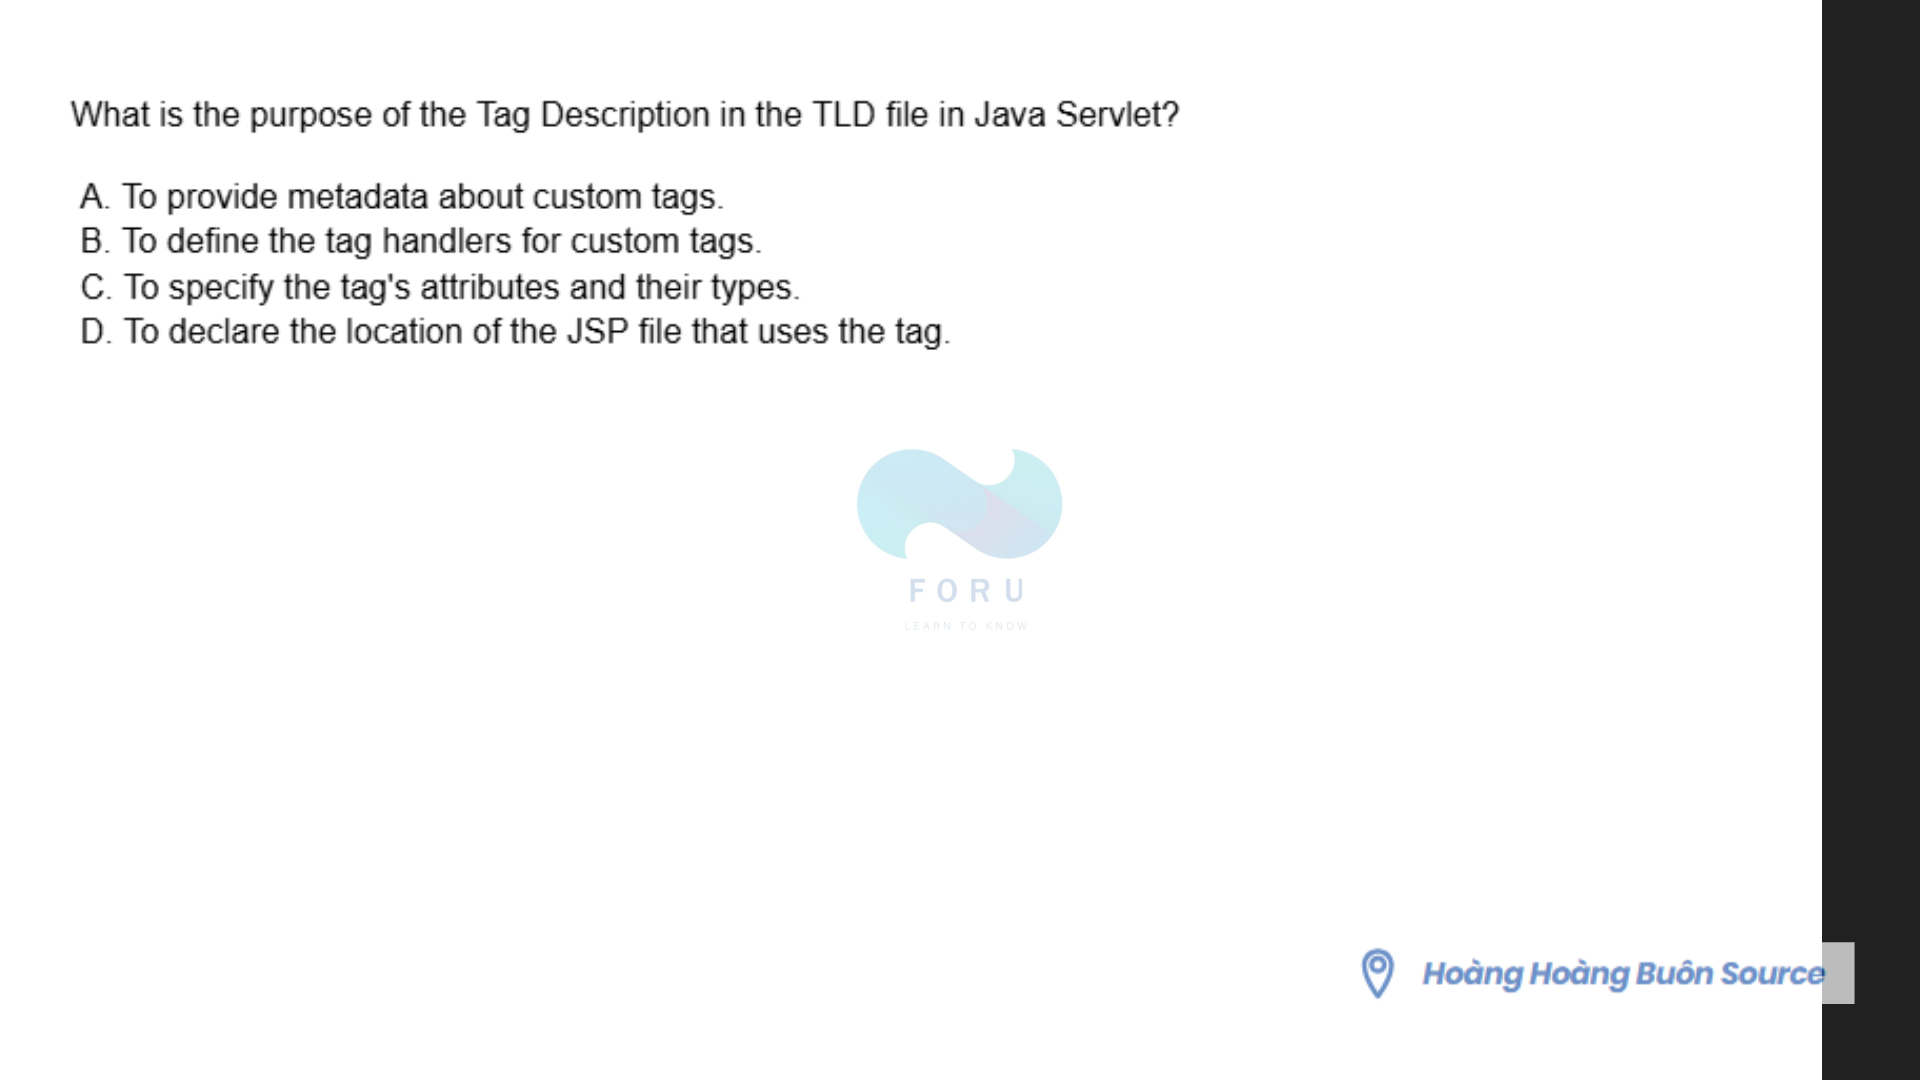 What is the purpose of the Tag Description in the TLD file in Java Servlet?
A. To provide metadata about custom tags.
B. To define the tag handlers for custom tags.
C. To specify the tag's attributes and their types.
D. To declare the location of the JSP file that uses the tag.
FORU
LEARN TO KNOW
Hoàng Hoàng Buôn Source